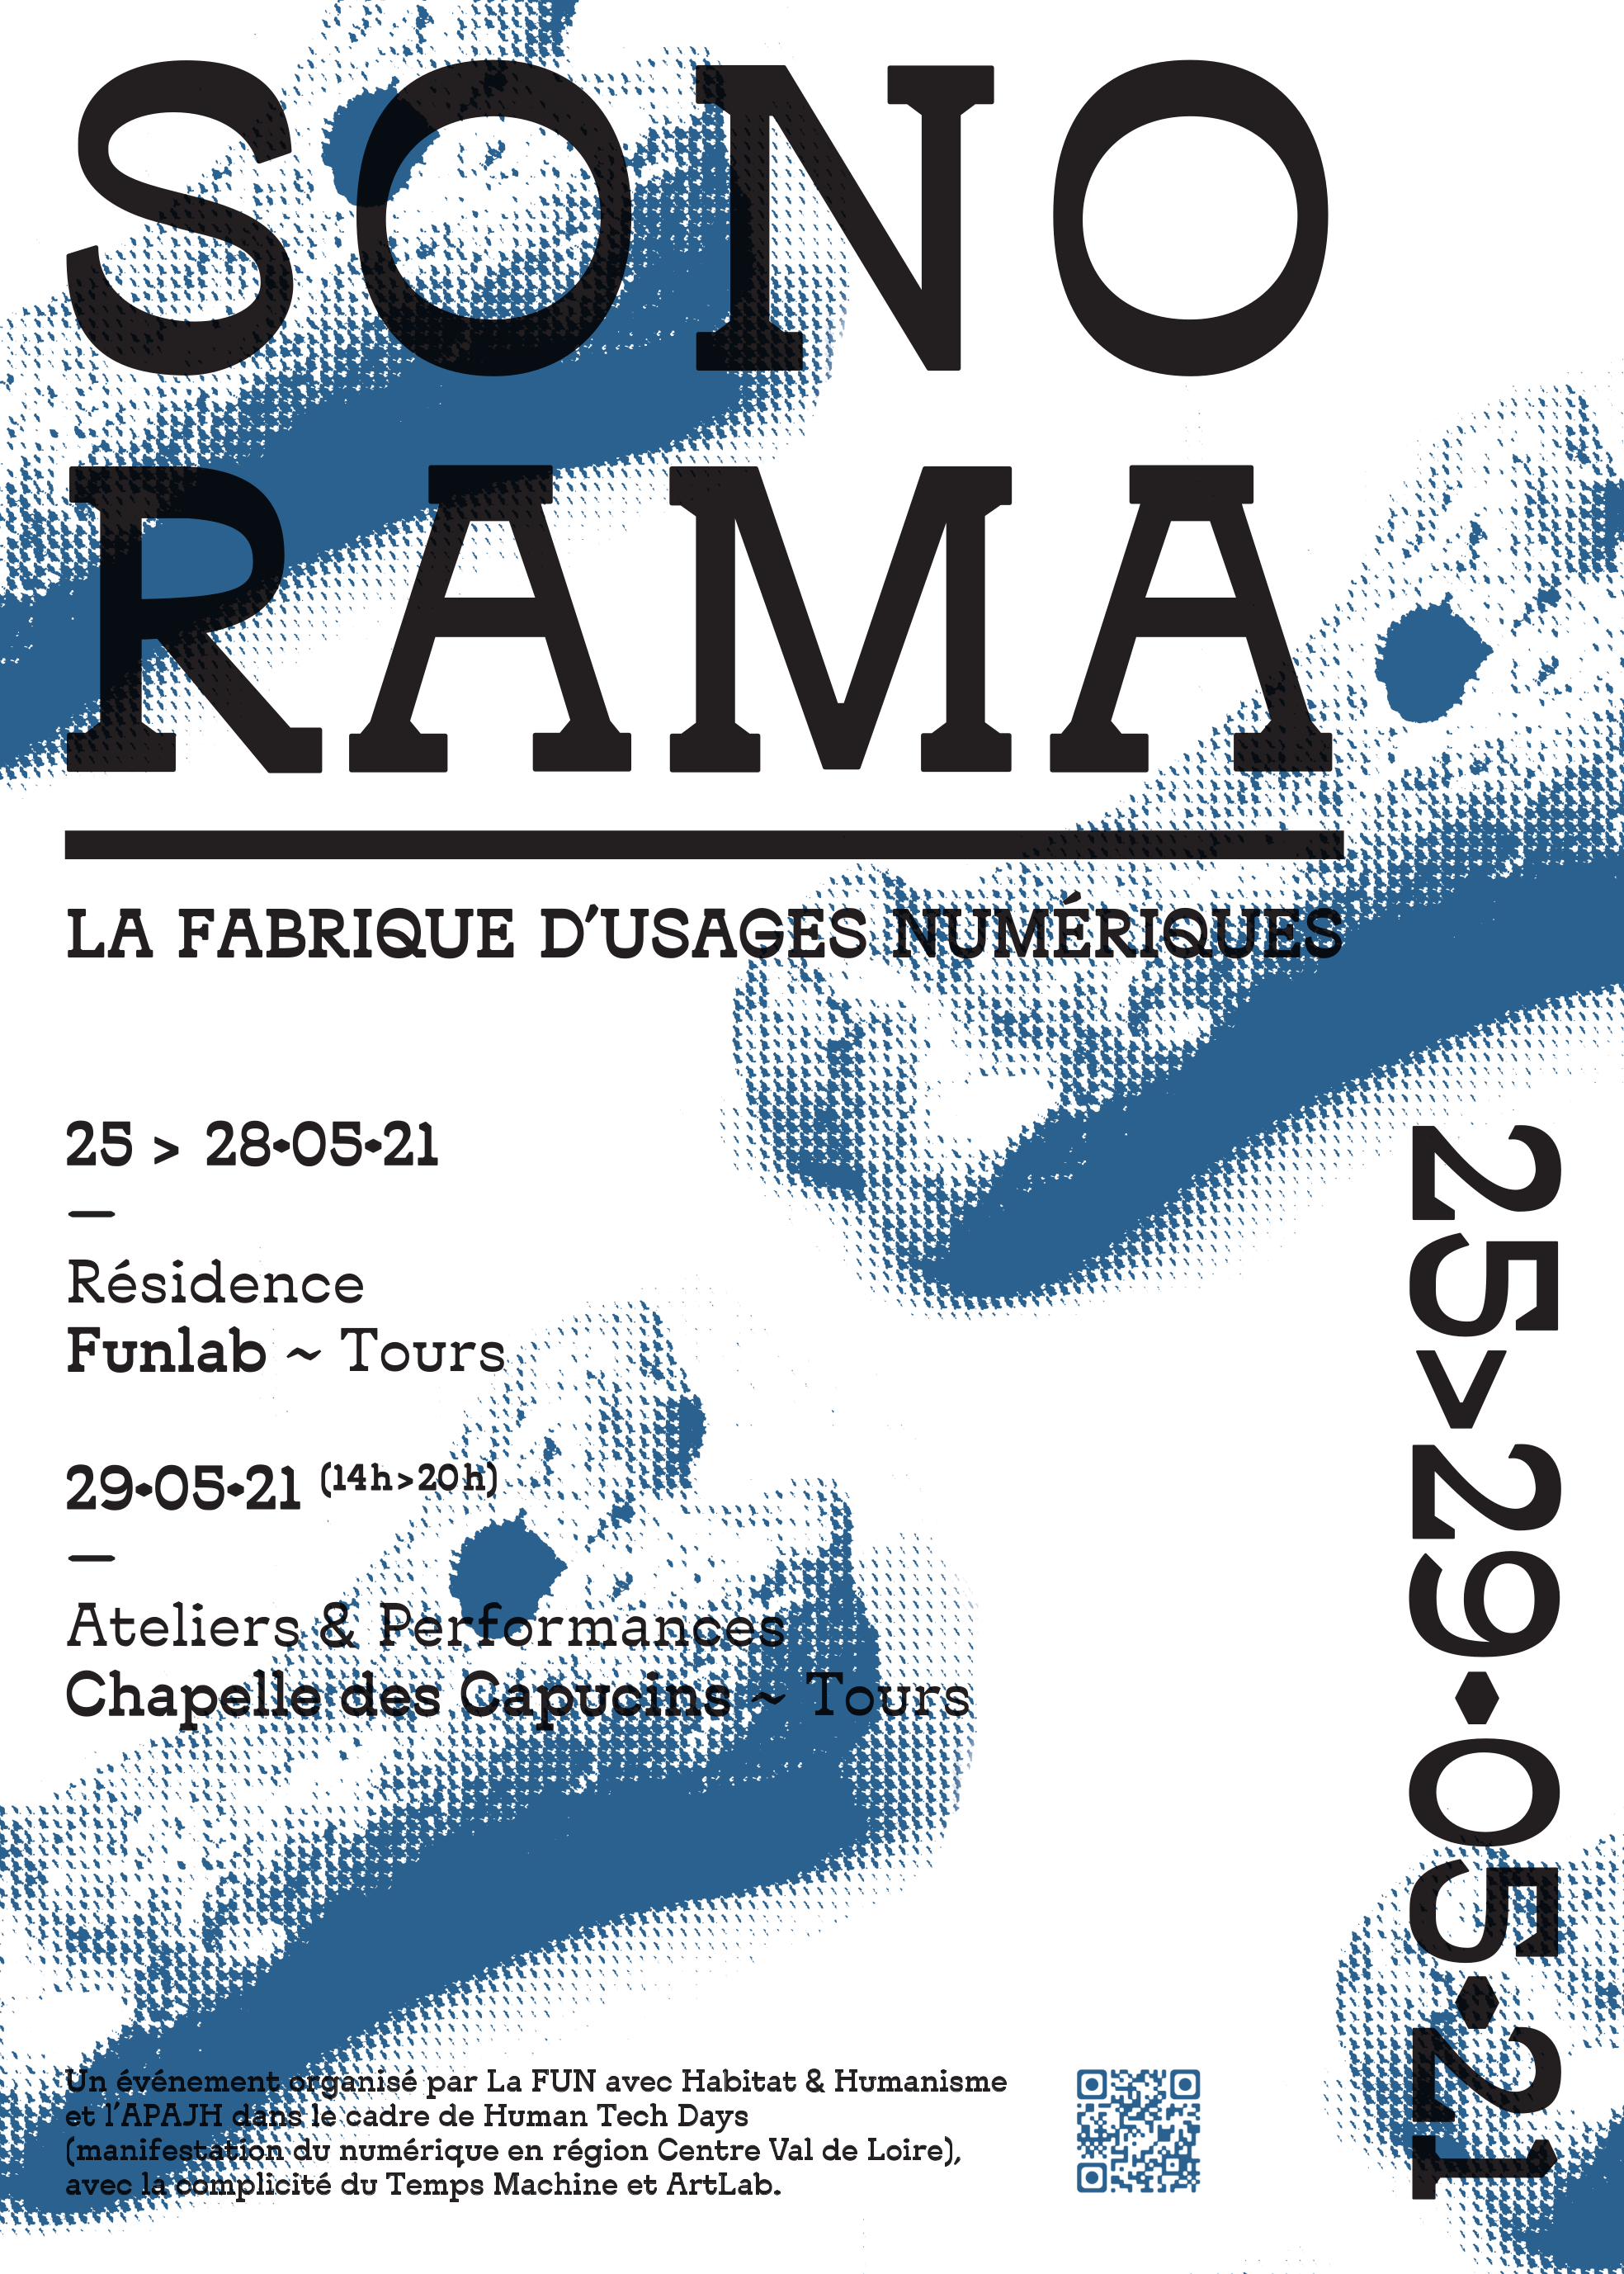 SONO
RAMA
LA FABRIQUE D'USAGES NUMÉRIQUES
25 > 28•05•21
—
Résidence
Funlab ~ Tours
29•05•21 (14h>20h)
—
Ateliers & Performances
Chapelle des Capucins ~ Tours
25>29•05•21
Un événement organisé par La FUN avec Habitat & Humanisme
et l'APAJH dans le cadre de Human Tech Days
(manifestation du numérique en région Centre Val de Loire),
avec la complicité du Temps Machine et ArtLab.